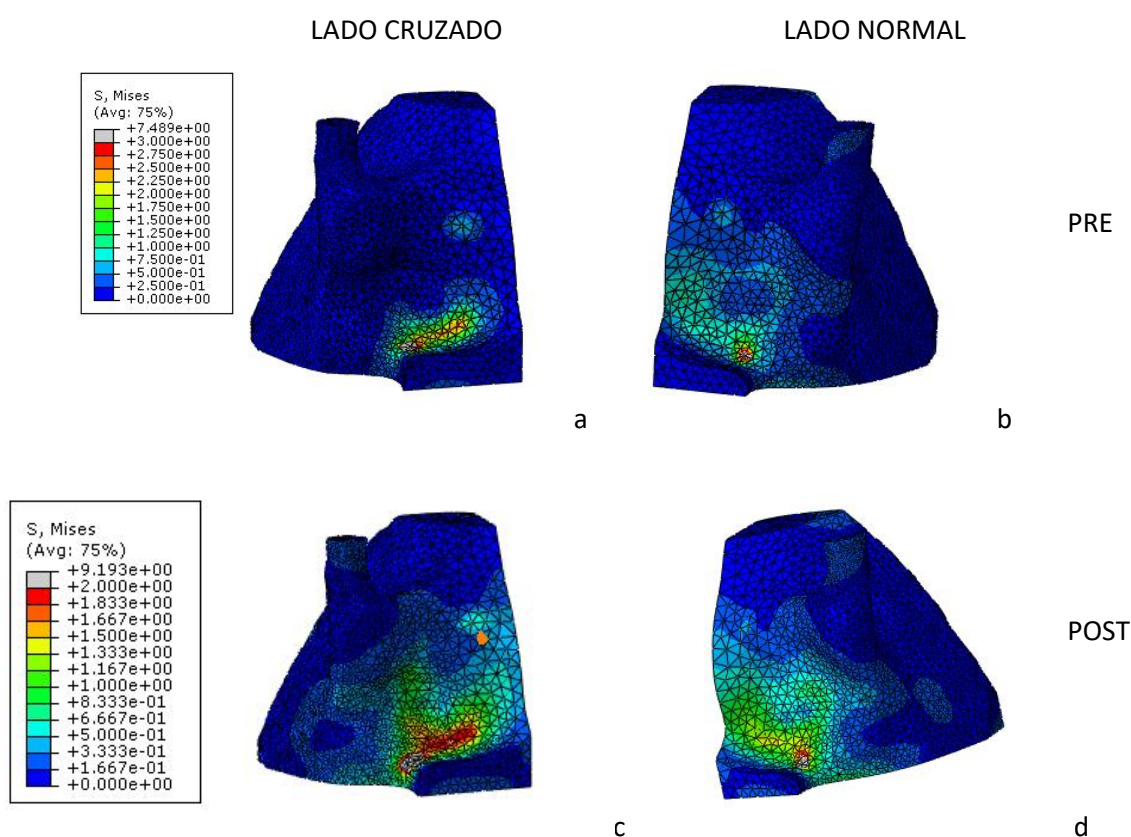 LADO CRUZADO
LADO NORMAL
S, Mises
(Avg: 75%)
+7.489e+00
+3.000e+00
+2.750e+00
+2.500e+00
+2.250e+00
+2.000e+00
+1.750e+00
+1.500e+00
+1.250e+00
+1.000e+00
+7.500e-01
+5.000e-01
+2.500e-01
+0.000e+00
PRE
a
b
S, Mises
(Avg: 75%)
+9.193e+00
+2.000e+00
+1.833e+00
+1.667e+00
+1.500e+00
+1.333e+00
+1.167e+00
+1.000e+00
+8.333e-01
+6.667e-01
+5.000e-01
+3.333e-01
+1.667e-01
+0.000e+00
POST
c
d